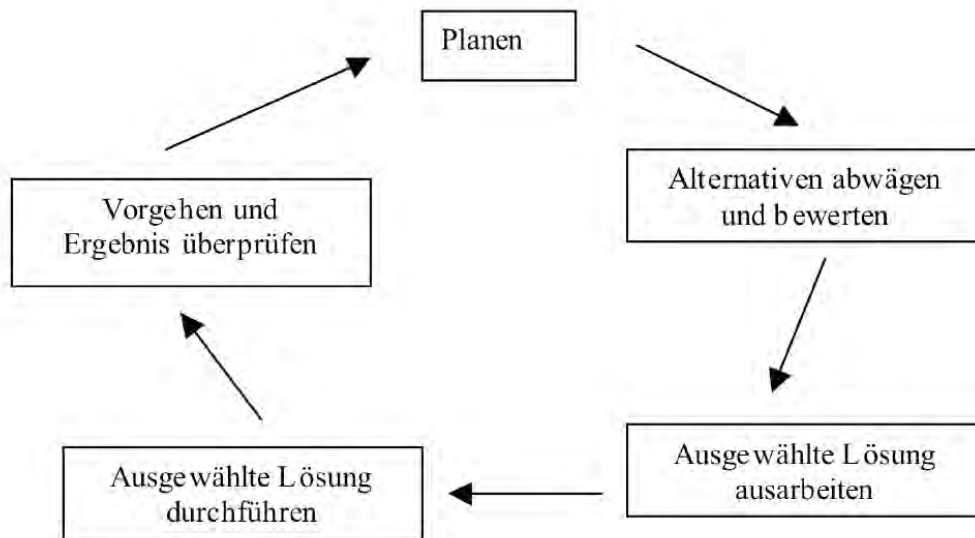 Planen
Alternativen abwägen
und bewerten
Ausgewählte Lösung
ausarbeiten
Ausgewählte Lösung
durchführen
Vorgehen und
Ergebnis überprüfen